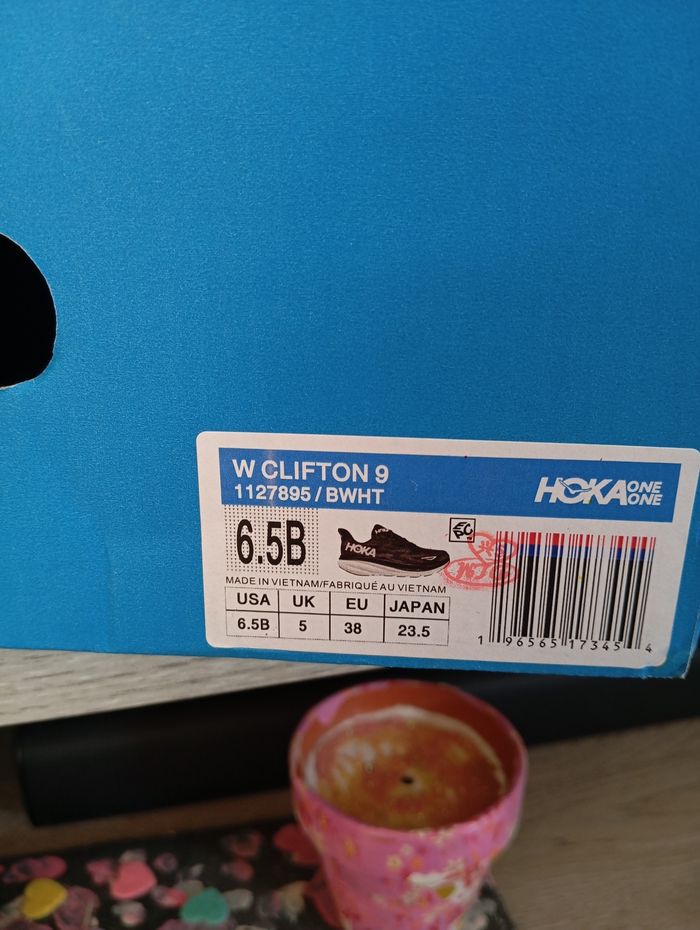 W CLIFTON 9
1127895 / BWHT
HOKA ONE ONE
6.5B
HOKA
MADE IN VIETNAM/FABRIQUÉ AU VIETNAM
USA UK EU JAPAN
6.5B 5 38 23.5
1 96565 17345 4